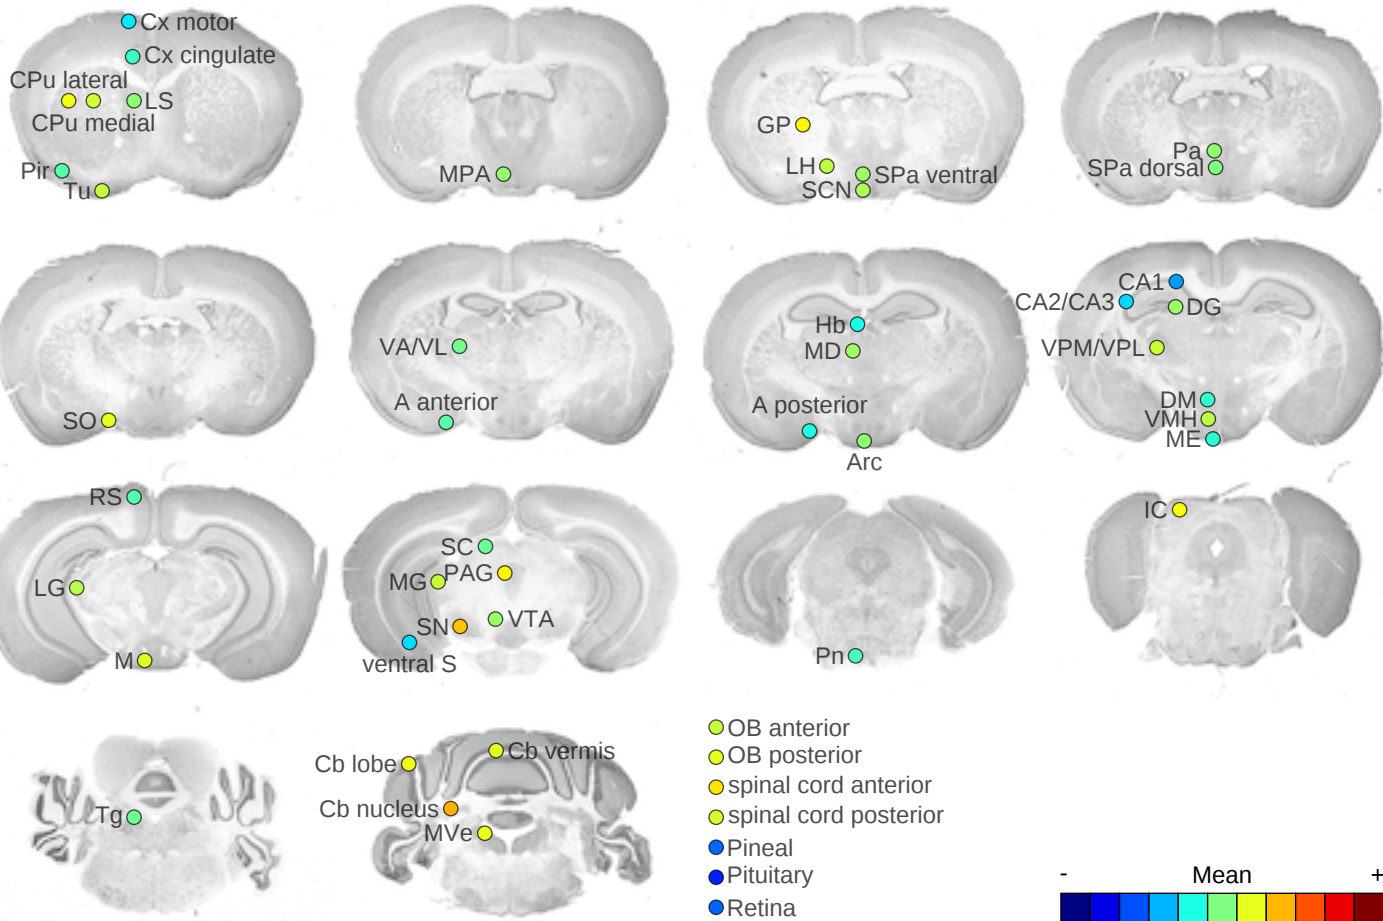 Cx motor
Cx cingulate
CPu lateral
LS
CPu medial
Pir
Tu
MPA
GP
LH
SPa ventral
SCN
Pa
SPa dorsal
SO
VA/VL
A anterior
Hb
MD
A posterior
Arc
CA1
CA2/CA3
DG
VPM/VPL
DM
VMH
ME
RS
LG
M
SC
MG
PAG
SN
VTA
ventral S
Pn
IC
Tg
Cb lobe
Cb vermis
Cb nucleus
MVe
OB anterior
OB posterior
spinal cord anterior
spinal cord posterior
Pineal
Pituitary
Retina
- Mean +